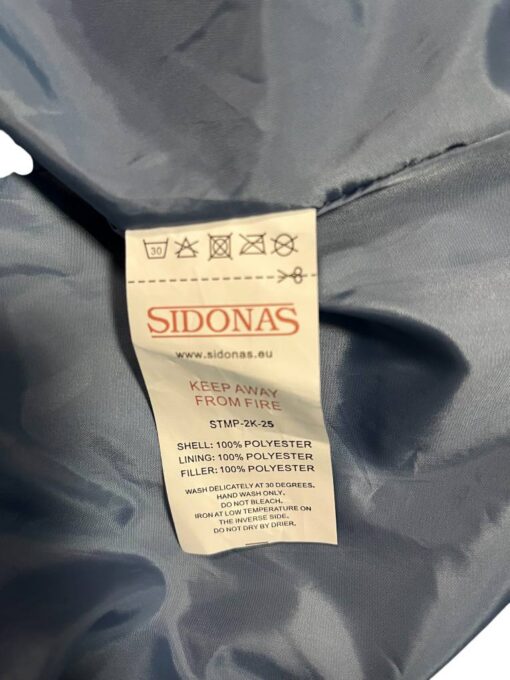 30
SIDONAS
www.sidonas.eu
KEEP AWAY
FROM FIRE
STMP-2K-25
SHELL: 100% POLYESTER
LINING: 100% POLYESTER
FILLER: 100% POLYESTER
WASH DELICATELY AT 30 DEGREES.
HAND WASH ONLY.
DO NOT BLEACH.
IRON AT LOW TEMPERATURE ON
THE INVERSE SIDE.
DO NOT DRY BY DRIER.